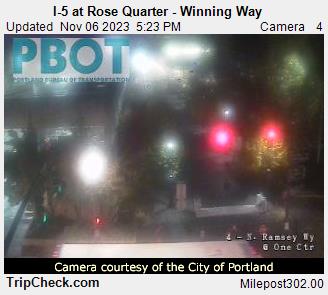 I-5 at Rose Quarter - Winning Way
Updated Nov 06 2023 5:23 PM Camera 4
PBOT
PORTLAND BUREAU OF TRANSPORTATION
4 - N. Ramsey Wy
@ One Ctr
Camera courtesy of the City of Portland
TripCheck.com Milepost302.00